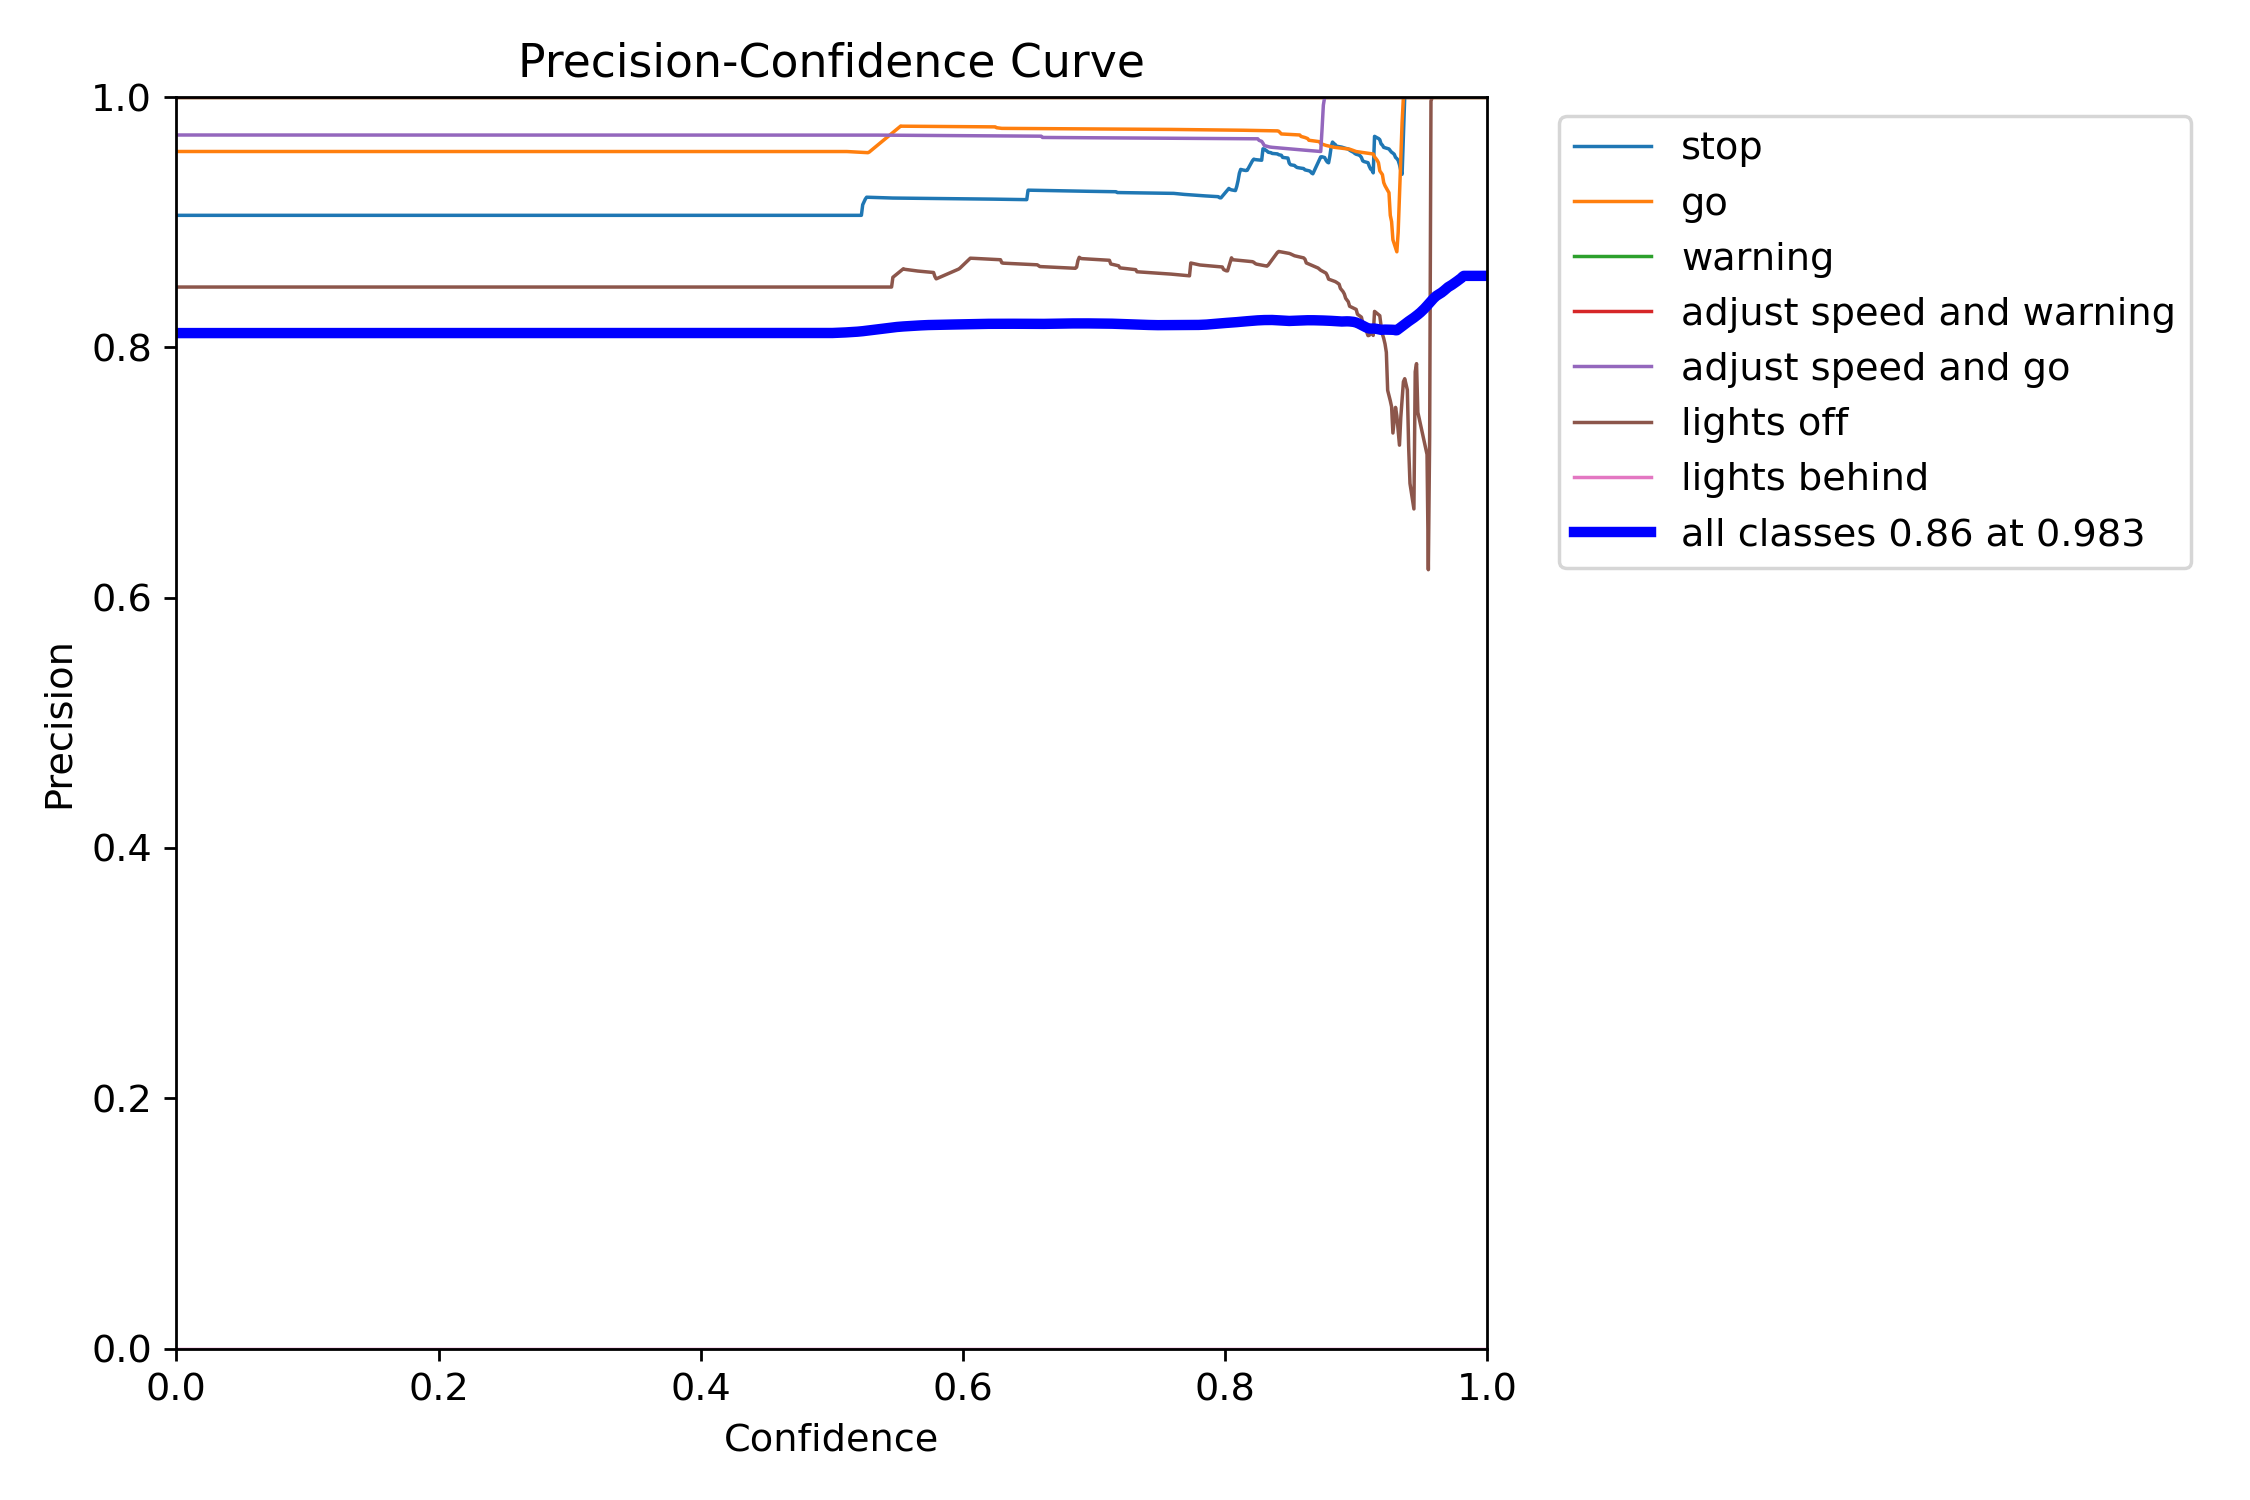 Precision-Confidence Curve
1.0
0.8
0.6
0.4
0.2
0.0
Precision
0.0 0.2 0.4 0.6 0.8 1.0
Confidence
stop
go
warning
adjust speed and warning
adjust speed and go
lights off
lights behind
all classes 0.86 at 0.983